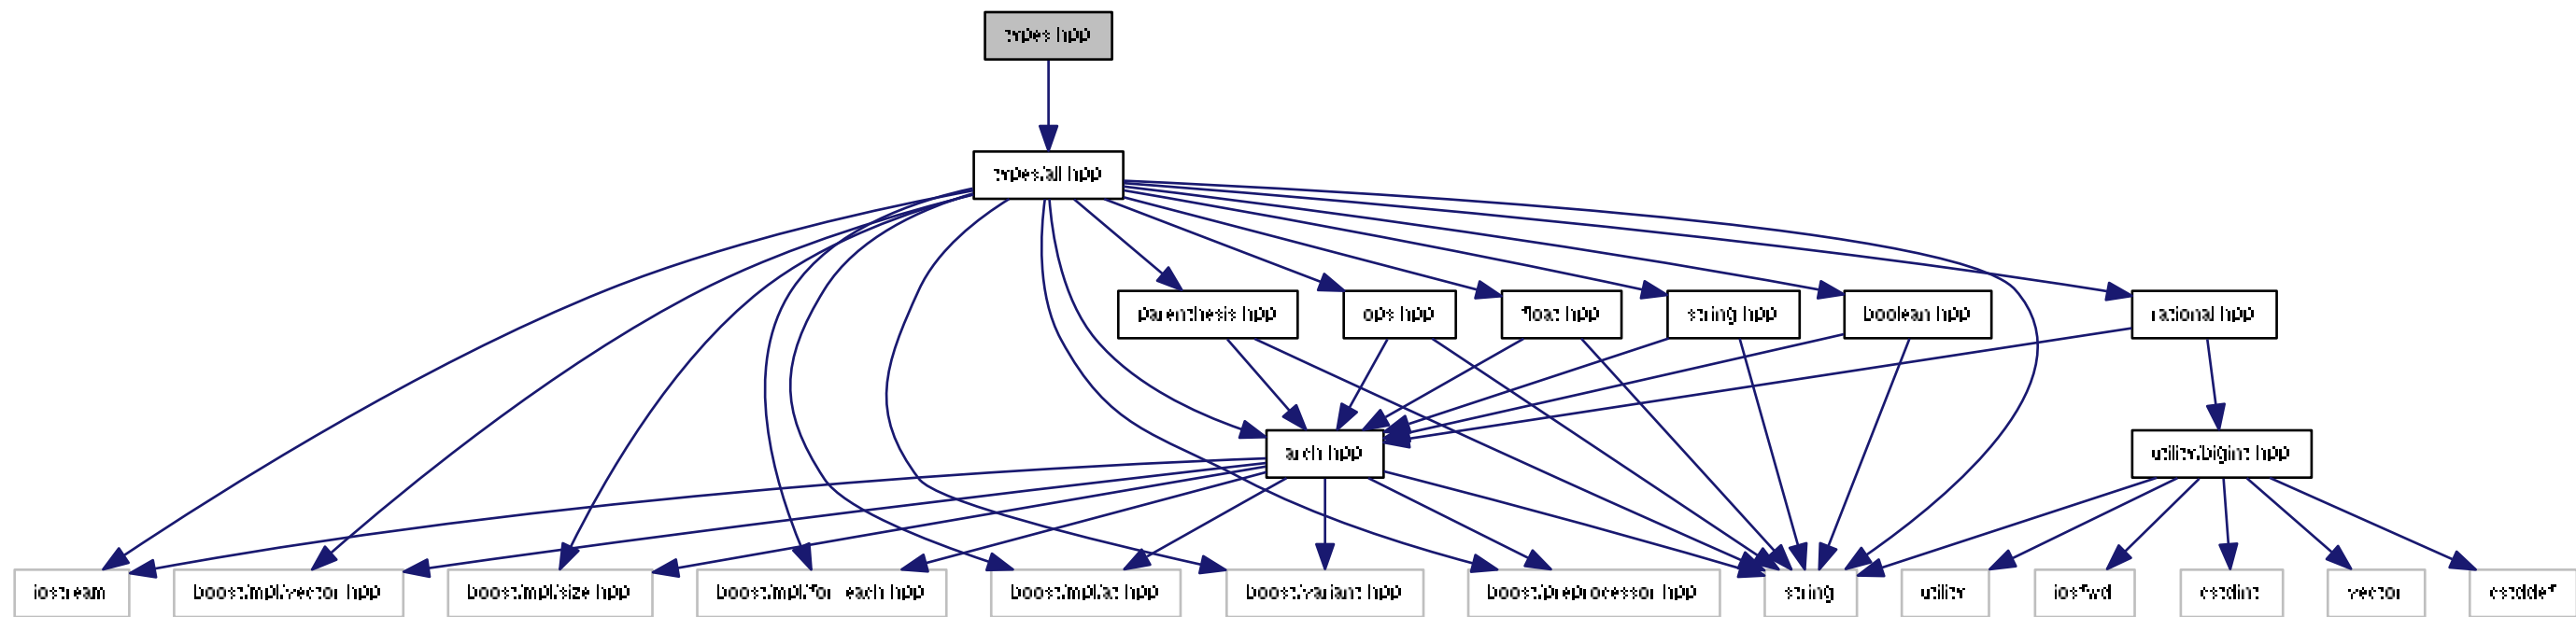 types.hpp
types/all.hpp
parenthesis.hpp
ops.hpp
float.hpp
string.hpp
boolean.hpp
rational.hpp
arch.hpp
utility/bigint.hpp
iostream
boost/mpl/vector.hpp
boost/mpl/size.hpp
boost/mpl/for_each.hpp
boost/mpl/at.hpp
boost/variant.hpp
boost/preprocessor.hpp
string
utility
iosfwd
cstdint
vector
cstddef